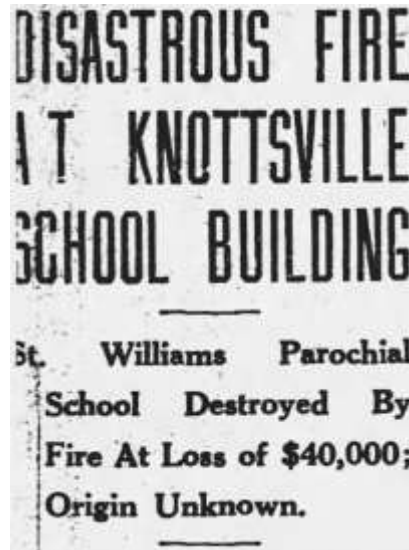 DISASTROUS FIRE
AT KNOTTSVILLE
SCHOOL BUILDING
St. Williams Parochial
School Destroyed By
Fire At Loss of $40,000;
Origin Unknown.